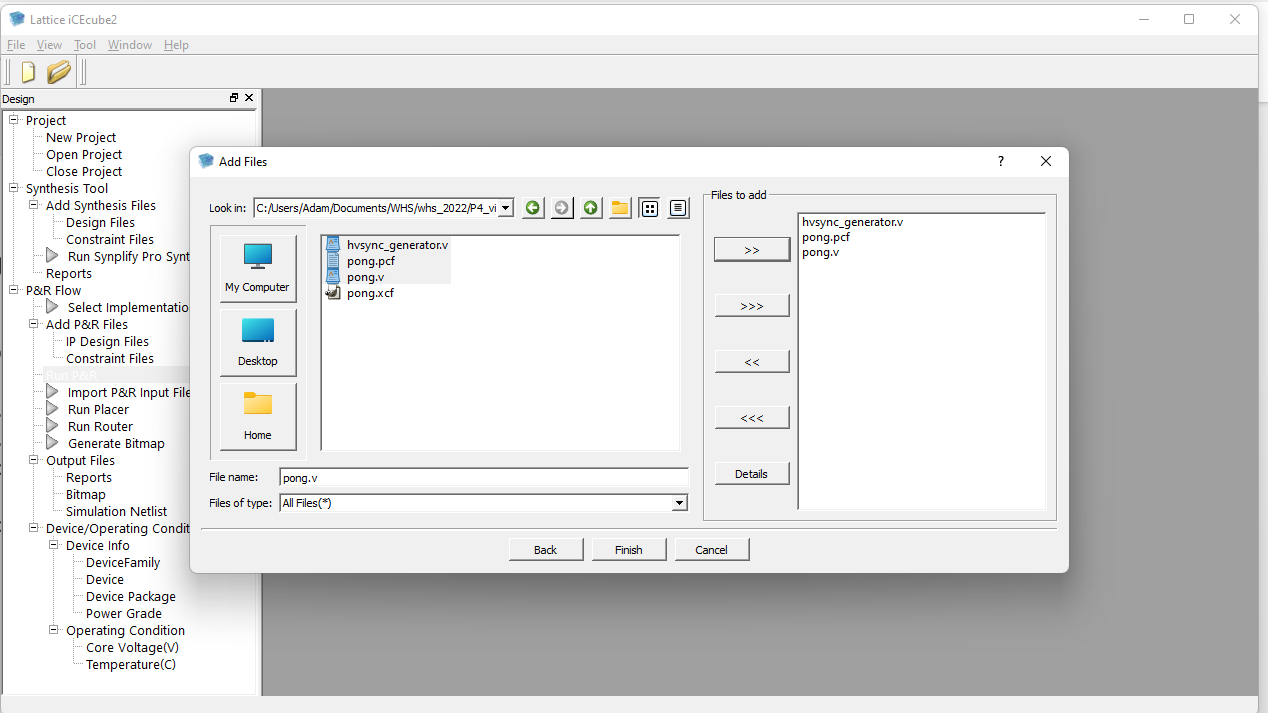 Lattice iCEcube2
File View Tool Window Help
Design
Project
New Project
Open Project
Close Project
Synthesis Tool
Add Synthesis Files
Design Files
Constraint Files
Run Synplify Pro Synt
Reports
P&R Flow
Select Implementatio
Add P&R Files
IP Design Files
Constraint Files
Run P&R
Import P&R Input File
Run Placer
Run Router
Generate Bitmap
Output Files
Reports
Bitmap
Simulation Netlist
Device/Operating Condit
Device Info
DeviceFamily
Device
Device Package
Power Grade
Operating Condition
Core Voltage(V)
Temperature(C)
Add Files
?
Look in: C:/Users/Adam/Documents/WHS/whs_2022/P4_vi
My Computer
Desktop
Home
hvsync_generator.v
pong.pcf
pong.v
pong.xcf
File name: pong.v
Files of type: All Files(*)
Files to add
>>
>>>
<<
<<<
Details
hvsync_generator.v
pong.pcf
pong.v
Back Finish Cancel